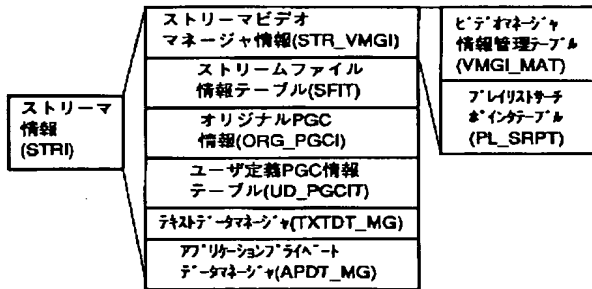 ストリーマ
情報
(STRI)
ストリーマビデオ
マネージャ情報(STR_VMGI)
ストリームファイル
情報テーブル(SFIT)
オリジナルPGC
情報(ORG_PGCI)
ユーザ定義PGC情報
テーブル(UD_PGCIT)
テキストデータマネージャ(TXTDT_MG)
アプリケーションプライベート
データマネージャ(APDT_MG)
ビデオマネージャ
情報管理テーブル
(VMGI_MAT)
プレイリストサーチ
ポインタテーブル
(PL_SRPT)